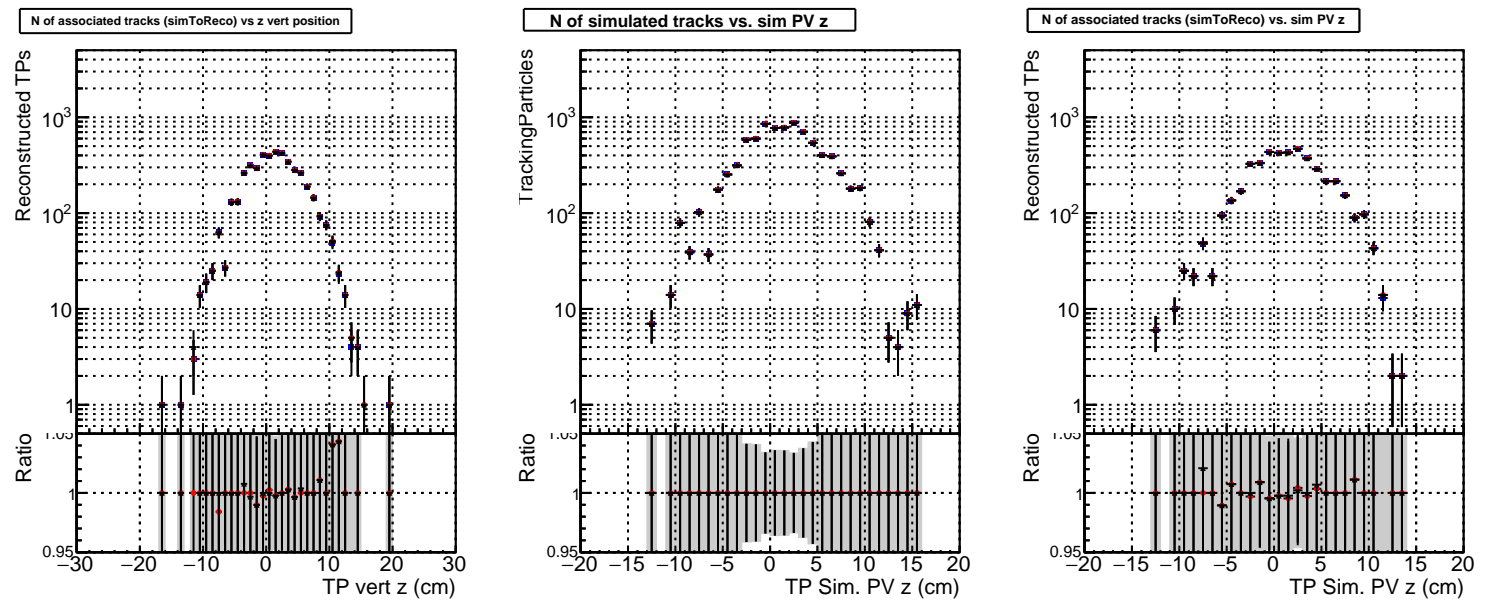 N of associated tracks (simToReco) vs z vert position
Reconstructed TPs
10³
10²
10
1
Ratio
1.05
1
0.95
−30 −20 −10 0 10 20 30
TP vert z (cm)
N of simulated tracks vs. sim PV z
TrackingParticles
10³
10²
10
1
Ratio
1.05
1
0.95
−20 −15 −10 −5 0 5 10 15 20
TP Sim. PV z (cm)
N of associated tracks (simToReco) vs. sim PV z
Reconstructed TPs
10³
10²
10
1
Ratio
1.05
1
0.95
−20 −15 −10 −5 0 5 10 15 20
TP Sim. PV z (cm)